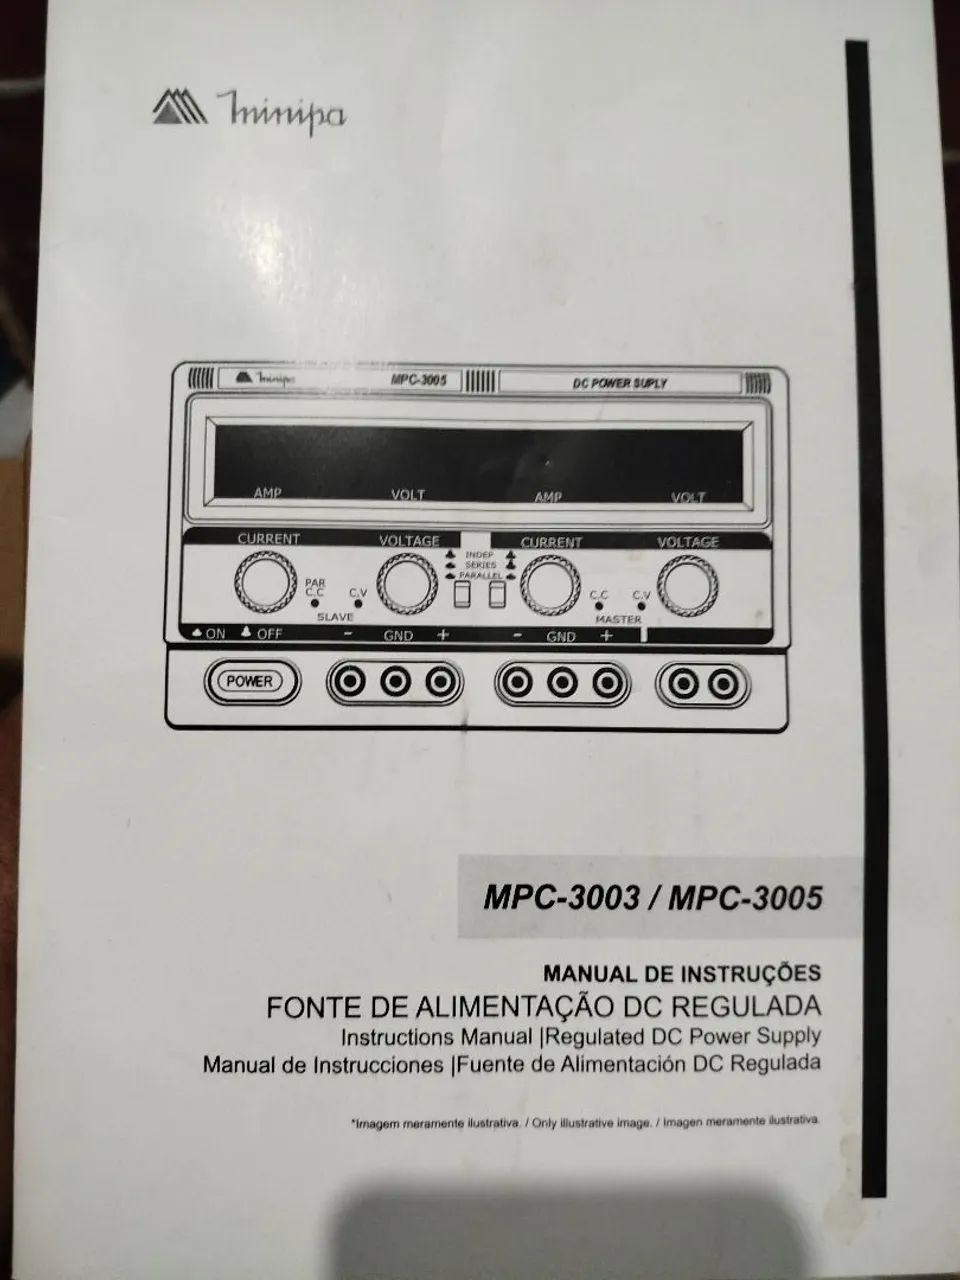 Minipa
Minipa MPC-3005 DC POWER SUPLY
AMP VOLT AMP VOLT
CURRENT VOLTAGE CURRENT VOLTAGE
INDEP
SERIES
PARALLEL
PAR
C.C C.V C.C C.V
SLAVE MASTER
ON OFF - GND + - GND +
POWER
MPC-3003 / MPC-3005
MANUAL DE INSTRUÇÕES
FONTE DE ALIMENTAÇÃO DC REGULADA
Instructions Manual |Regulated DC Power Supply
Manual de Instrucciones |Fuente de Alimentación DC Regulada
*Imagem meramente ilustrativa. / Only illustrative image. / Imagen meramente ilustrativa.